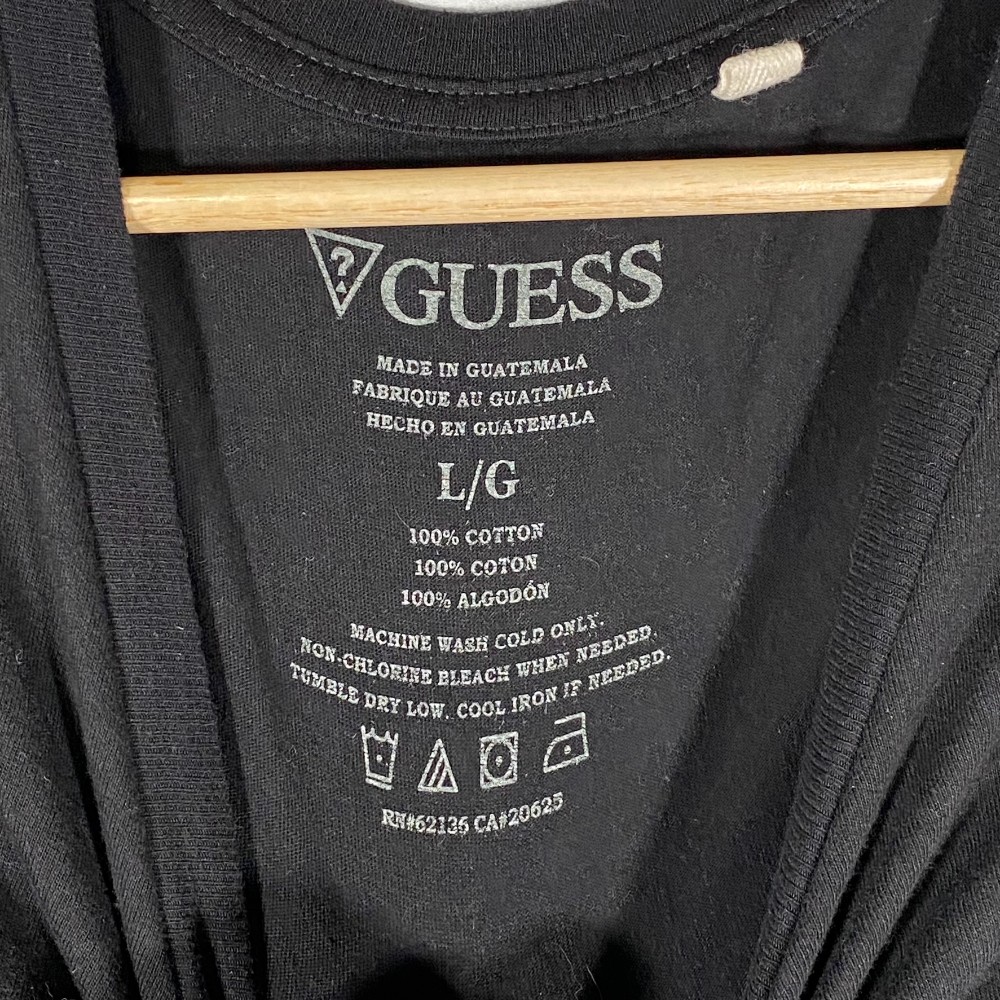 ?
GUESS
MADE IN GUATEMALA
FABRIQUE AU GUATEMALA
HECHO EN GUATEMALA
L/G
100% COTTON
100% COTON
100% ALGODÓN
MACHINE WASH COLD ONLY.
NON-CHLORINE BLEACH WHEN NEEDED.
TUMBLE DRY LOW. COOL IRON IF NEEDED.
RN#62136 CA#20625